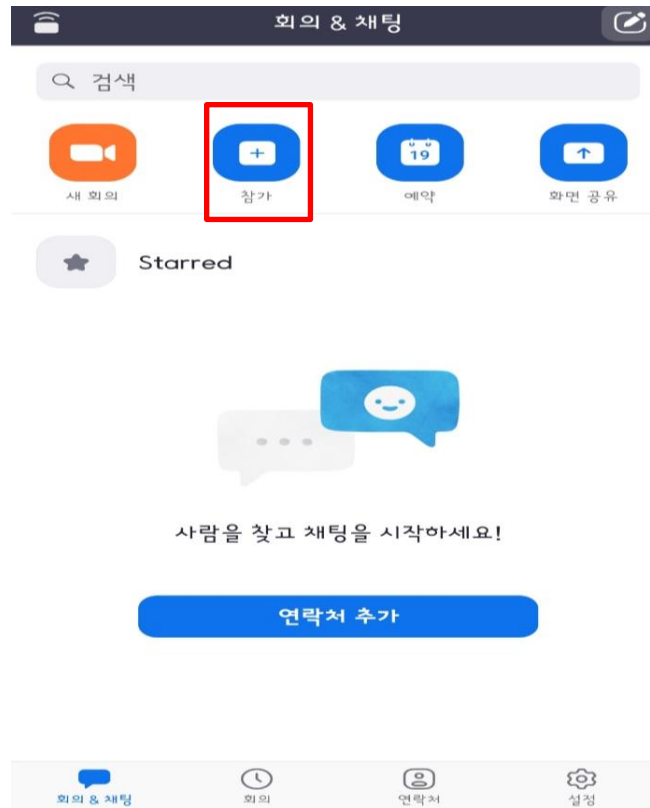 회의 & 채팅
검색
19
새 회의 참가 예약 화면 공유
Starred
사람을 찾고 채팅을 시작하세요!
연락처 추가
회의 & 채팅 회의 연락처 설정